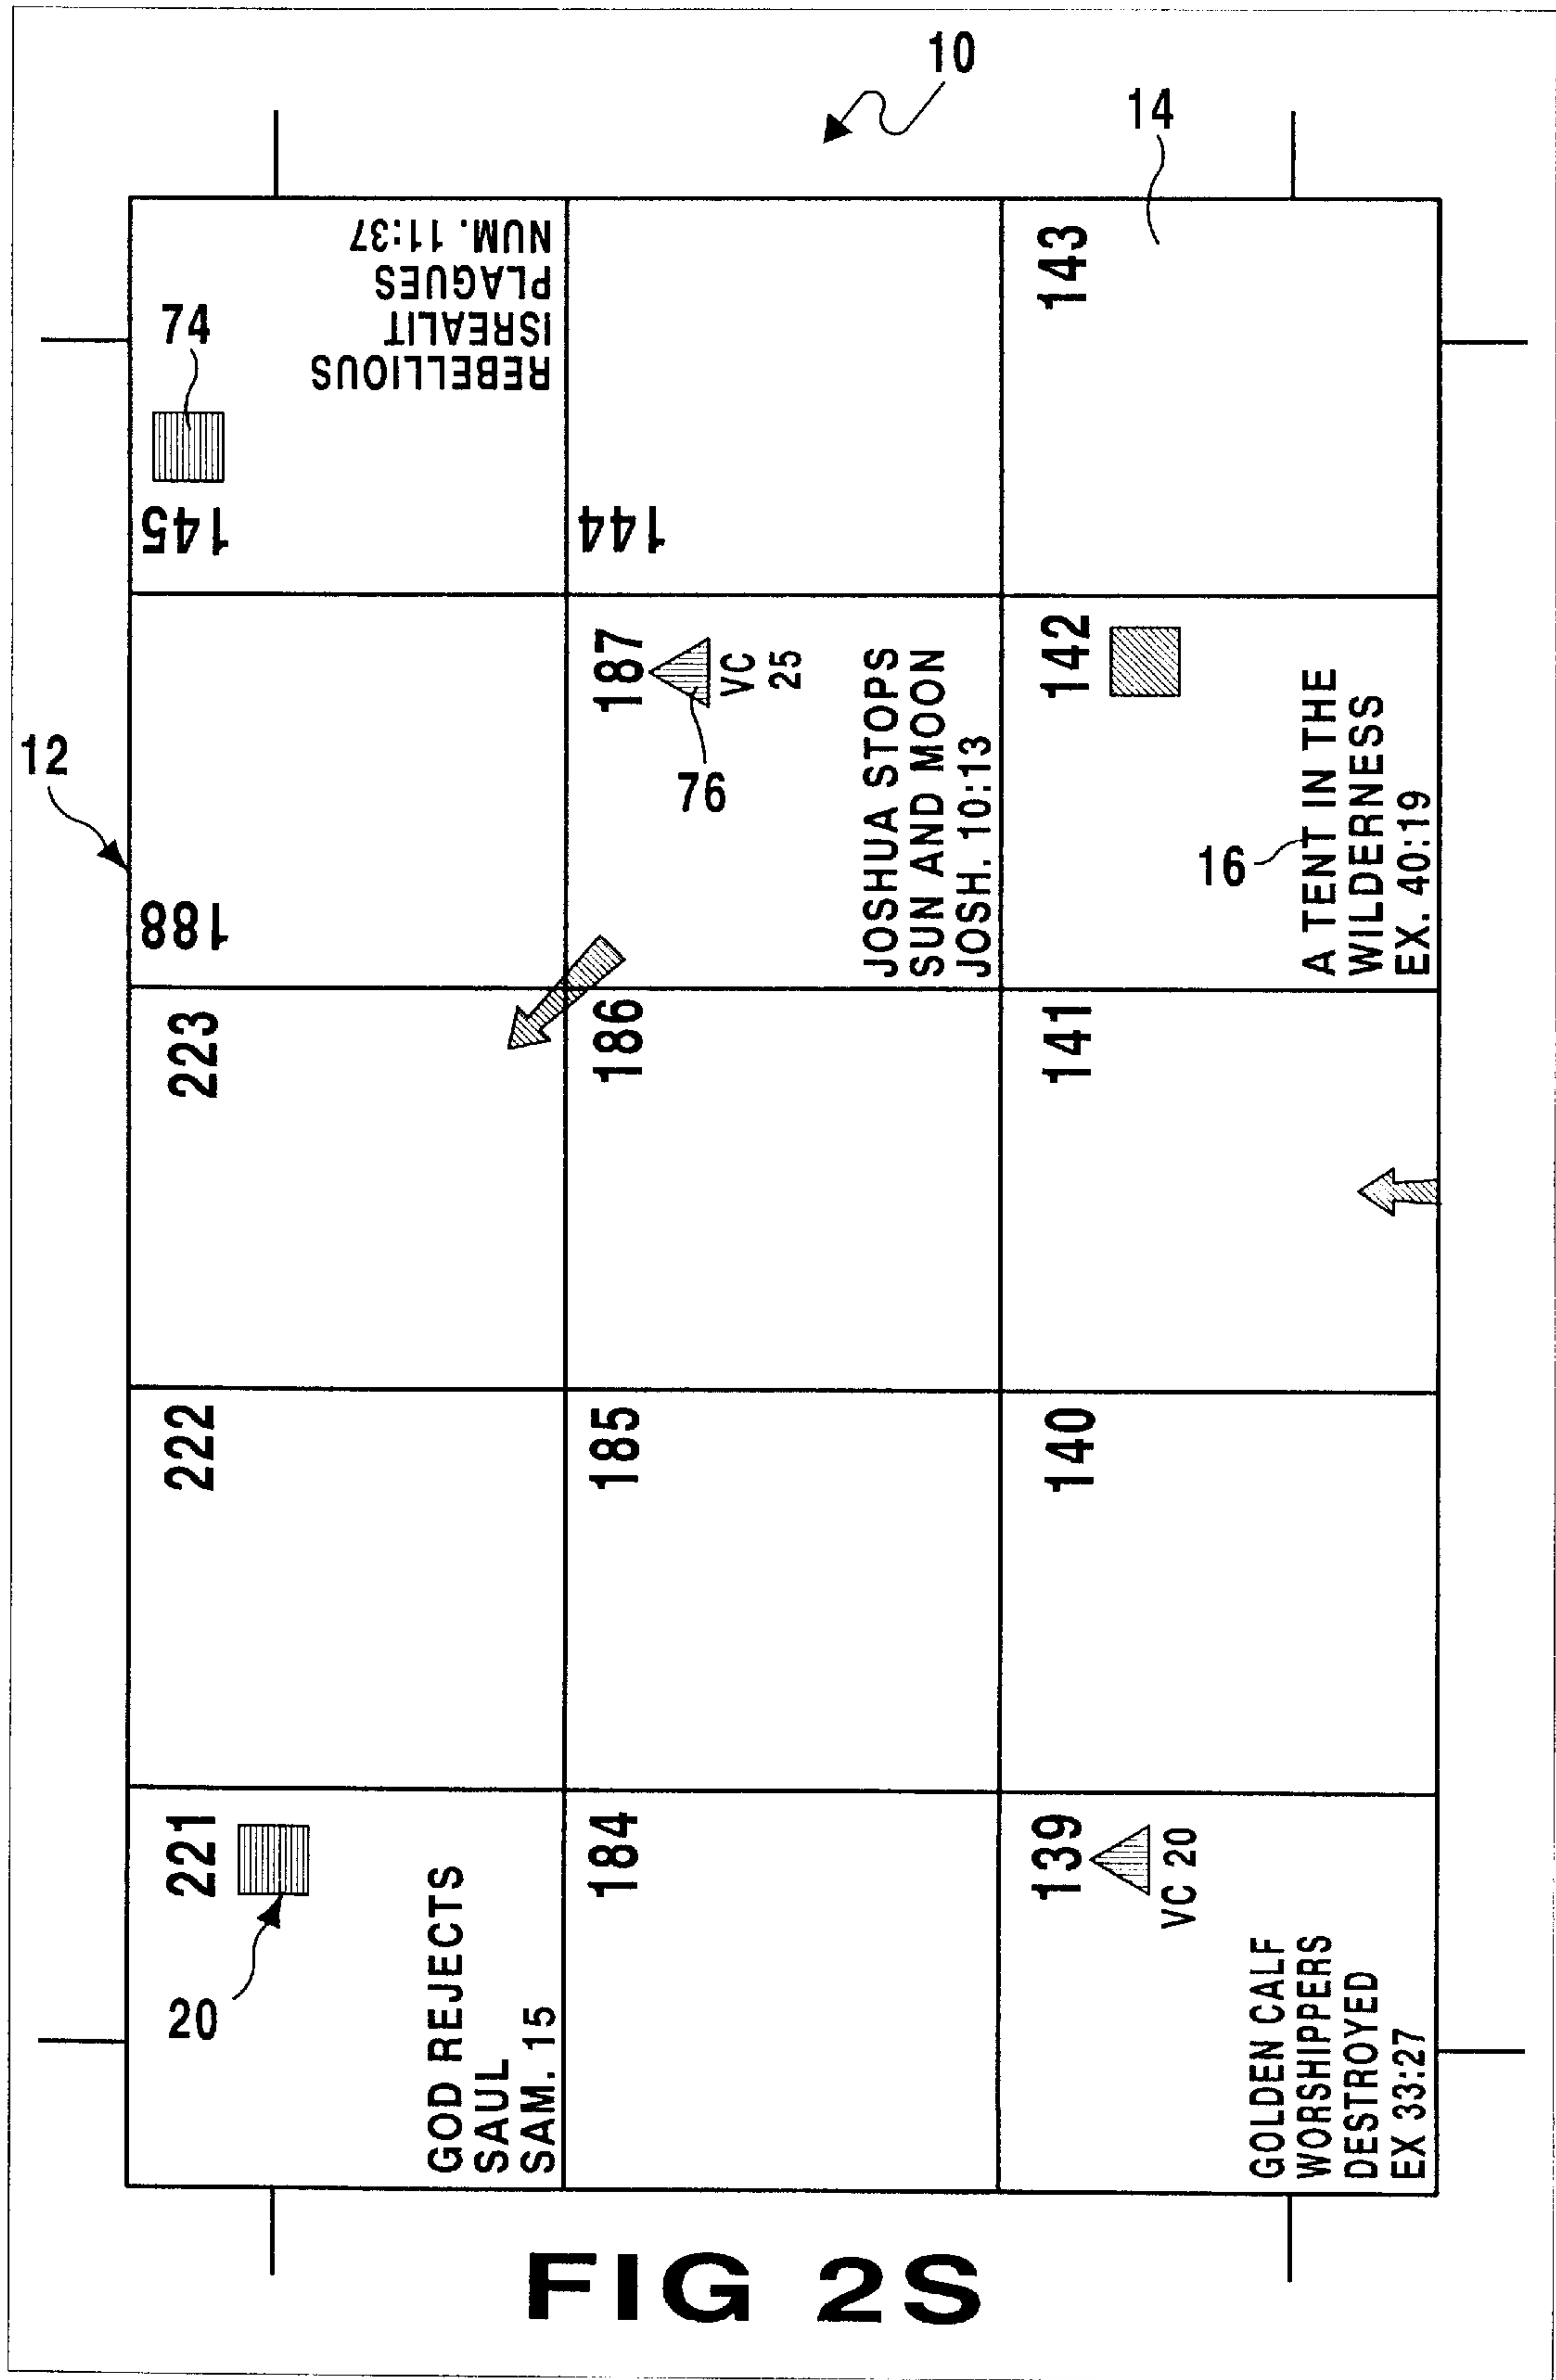 10
14
12
145
74
REBELLIOUS
ISREALIT
PLAGUES
NUM. 11:37
144
143
188
187
VC
25
76
JOSHUA STOPS
SUN AND MOON
JOSH. 10:13
142
16
A TENT IN THE
WILDERNESS
EX. 40:19
223
186
141
222
185
140
221
20
GOD REJECTS
SAUL
SAM. 15
184
139
VC 20
GOLDEN CALF
WORSHIPPERS
DESTROYED
EX 33:27
FIG 2S